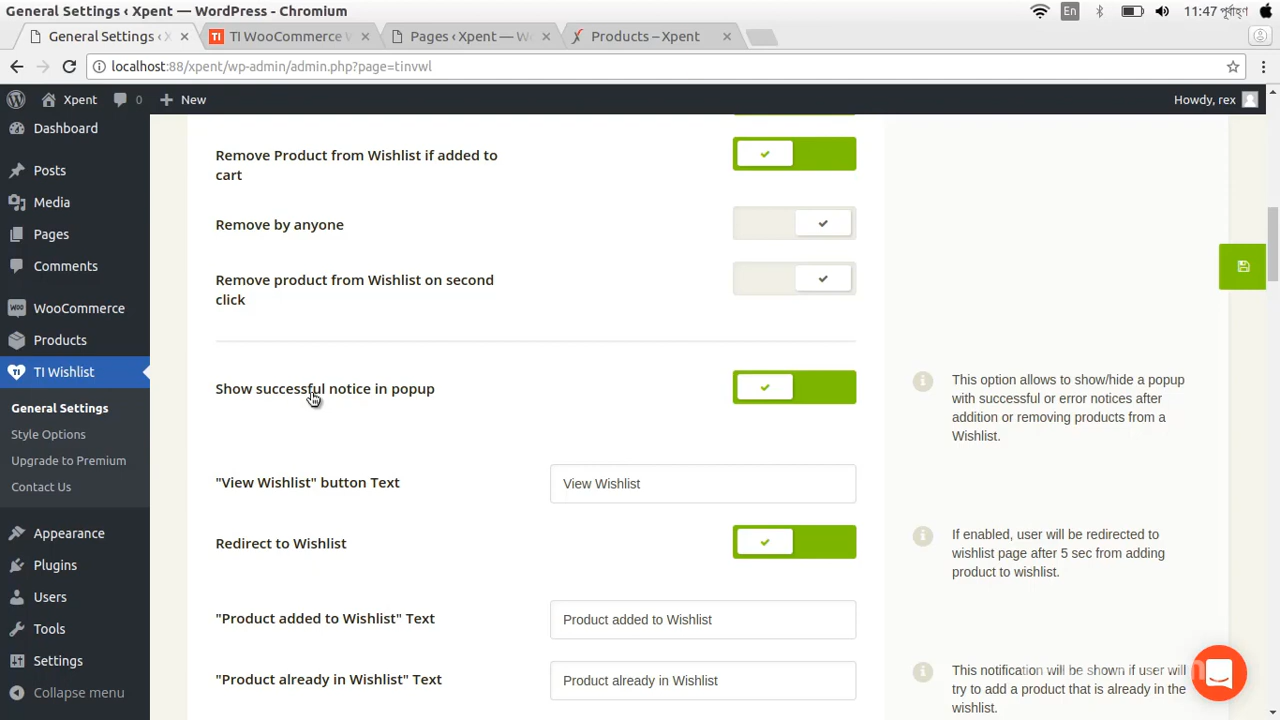 General Settings ‹ Xpent — WordPress - Chromium
En
11:47 পূর্বাহ্ণ
General Settings ‹ X
TI WooCommerce W
Pages ‹ Xpent — Wo
Products – Xpent
localhost:88/xpent/wp-admin/admin.php?page=tinvwl
Xpent
0
New
Howdy, rex
Dashboard
Posts
Media
Pages
Comments
WooCommerce
Products
TI Wishlist
General Settings
Style Options
Upgrade to Premium
Contact Us
Appearance
Plugins
Users
Tools
Settings
Collapse menu
Remove Product from Wishlist if added to
cart
Remove by anyone
Remove product from Wishlist on second
click
Show successful notice in popup
This option allows to show/hide a popup
with successful or error notices after
addition or removing products from a
Wishlist.
"View Wishlist" button Text
View Wishlist
Redirect to Wishlist
If enabled, user will be redirected to
wishlist page after 5 sec from adding
product to wishlist.
"Product added to Wishlist" Text
Product added to Wishlist
"Product already in Wishlist" Text
Product already in Wishlist
This notification will be shown if user will
try to add a product that is already in the
wishlist.